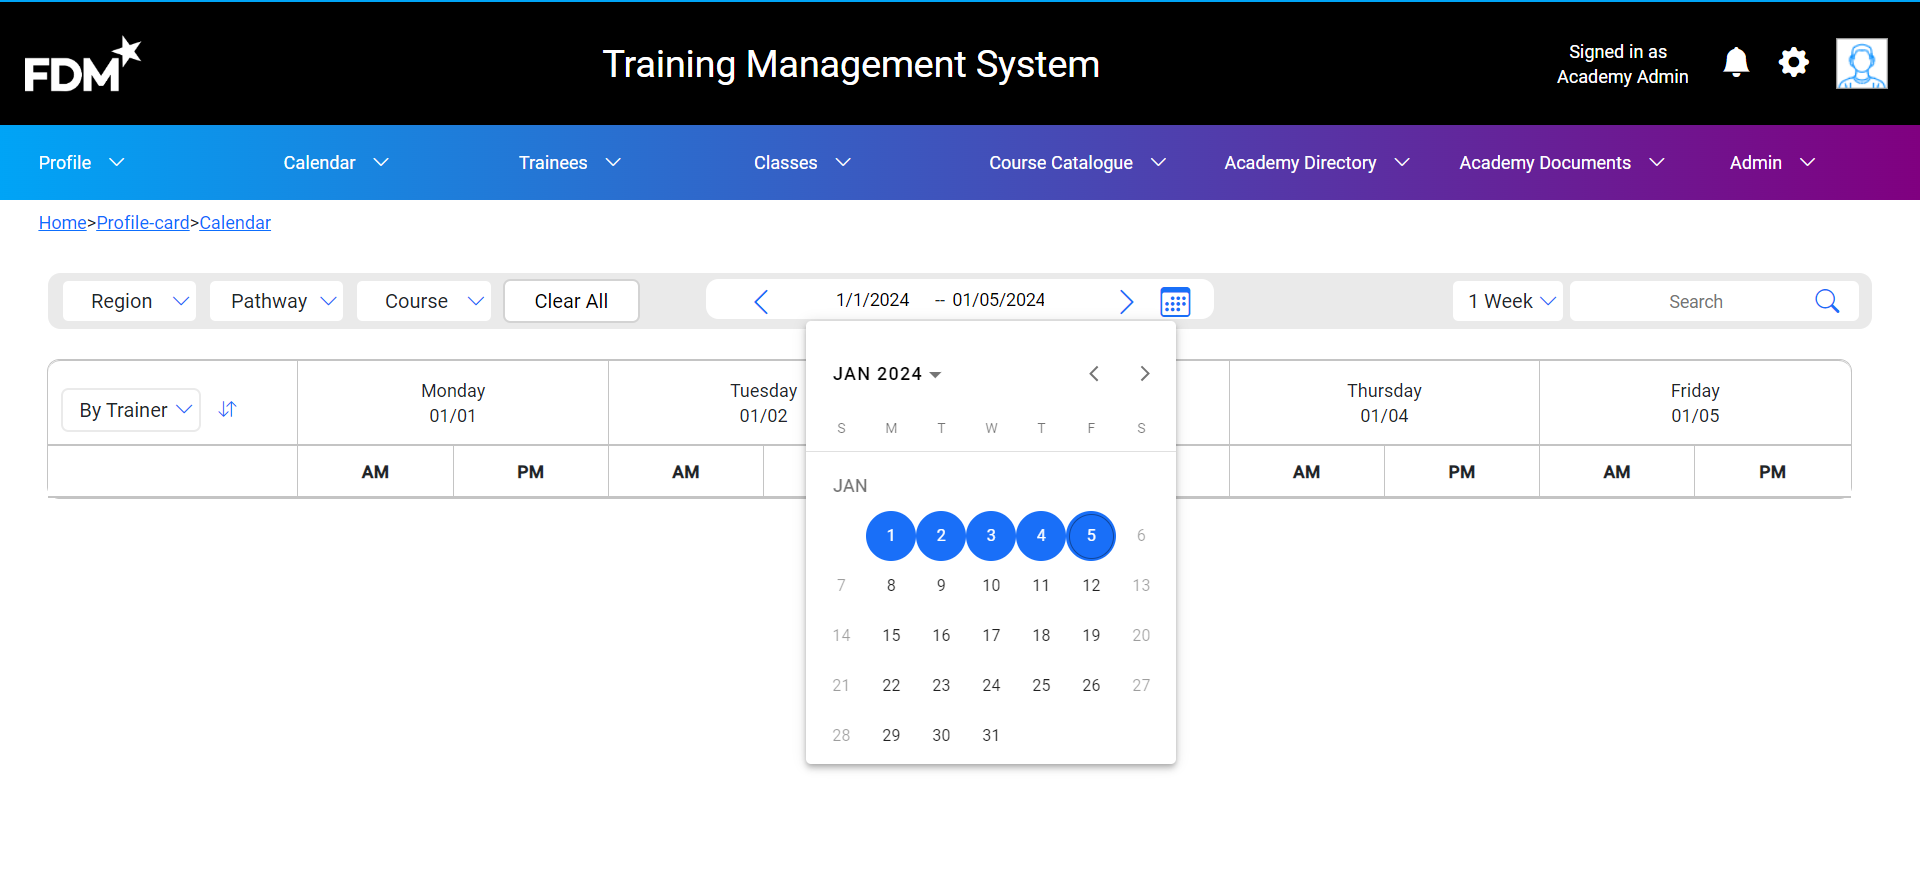 FDM
Training Management System
Signed in as
Academy Admin
Profile Calendar Trainees Classes Course Catalogue Academy Directory Academy Documents Admin
Home>Profile-card>Calendar
Region Pathway Course Clear All 1/1/2024 -- 01/05/2024 1 Week Search
By Trainer Monday Tuesday Thursday Friday
01/01 01/02 01/04 01/05
AM PM AM AM PM AM PM
JAN 2024
S M T W T F S
JAN
1 2 3 4 5 6
7 8 9 10 11 12 13
14 15 16 17 18 19 20
21 22 23 24 25 26 27
28 29 30 31